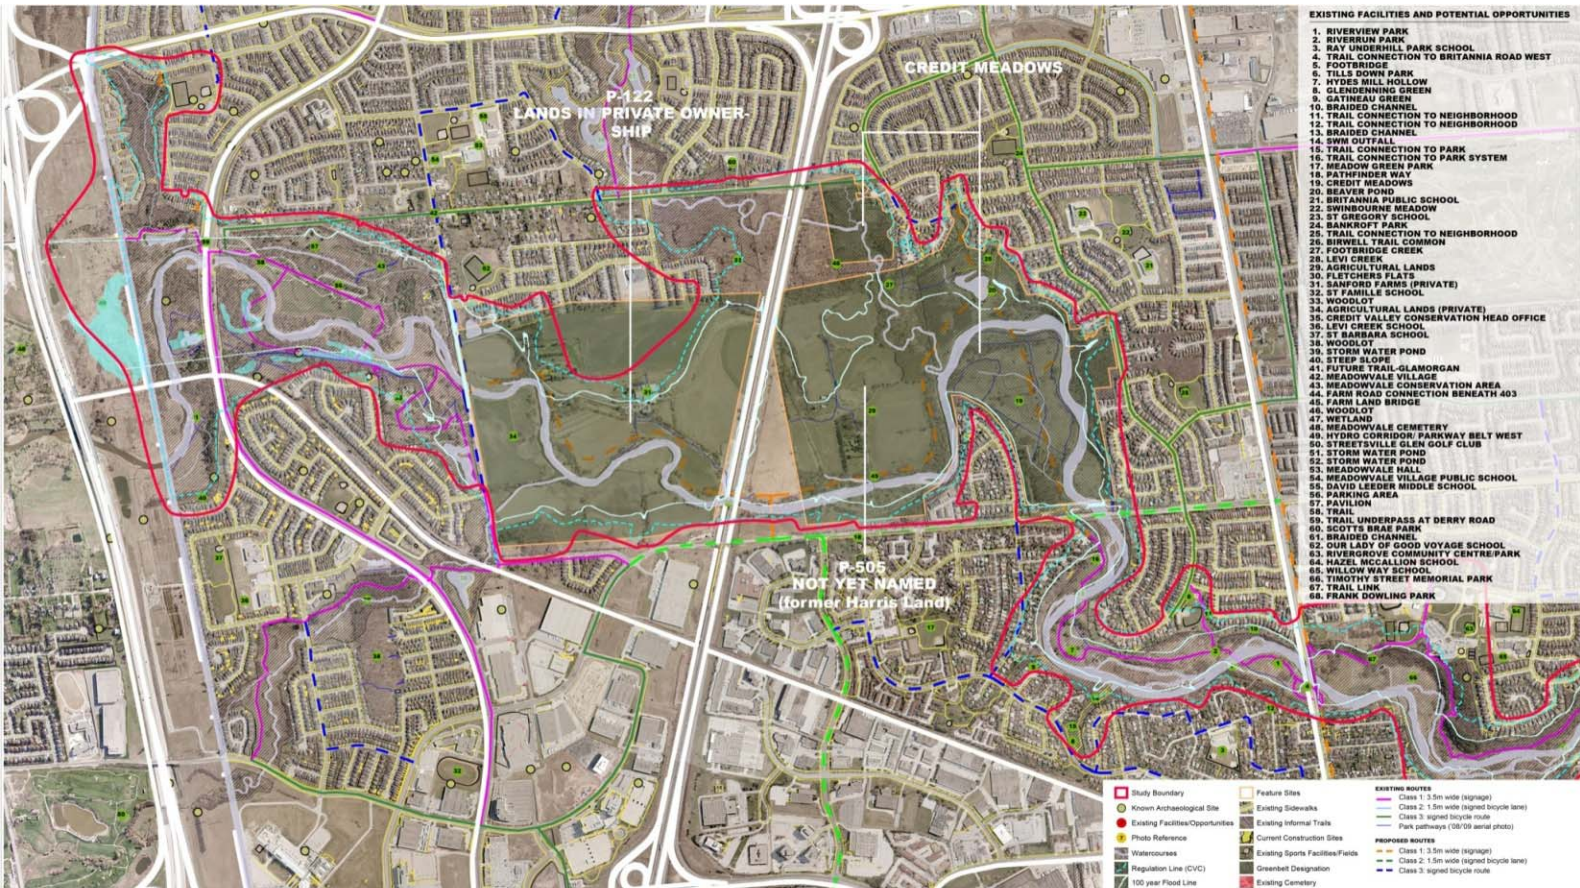 EXISTING FACILITIES AND POTENTIAL OPPORTUNITIES
1. RIVERVIEW PARK
2. RIVERRUN PARK
3. RAY UNDERHILL PARK SCHOOL
4. TRAIL CONNECTION TO BRITANNIA ROAD WEST
5. FOOTBRIDGE
6. TILLS DOWN PARK
7. HYDES MILL HOLLOW
8. GLENDENNING GREEN
9. GATINEAU GREEN
10. BRAIDED CHANNEL
11. TRAIL CONNECTION TO NEIGHBORHOOD
12. TRAIL CONNECTION TO NEIGHBORHOOD
13. BRAIDED CHANNEL
14. SWM OUTFALL
15. TRAIL CONNECTION TO PARK
16. TRAIL CONNECTION TO PARK SYSTEM
17. MEADOW GREEN PARK
18. PATHFINDER WAY
19. CREDIT MEADOWS
20. BEAVER POND
21. BRITANNIA PUBLIC SCHOOL
22. SWINBOURNE MEADOW
23. ST GREGORY SCHOOL
24. BANKROFT PARK
25. TRAIL CONNECTION TO NEIGHBORHOOD
26. BIRWELL TRAIL COMMON
27. FOOTBRIDGE CREEK
28. LEVI CREEK
29. AGRICULTURAL LANDS
30. FLETCHERS FLATS
31. SANFORD FARMS (PRIVATE)
32. ST FAMILLE SCHOOL
33. WOODLOT
34. AGRICULTURAL LANDS (PRIVATE)
35. CREDIT VALLEY CONSERVATION HEAD OFFICE
36. LEVI CREEK SCHOOL
37. ST BARBARA SCHOOL
38. WOODLOT
39. STORM WATER POND
40. STEEP SLOPE
41. FUTURE TRAIL-GLAMORGAN
42. MEADOWVALE VILLAGE
43. MEADOWVALE CONSERVATION AREA
44. FARM ROAD CONNECTION BENEATH 403
45. FARM LAND BRIDGE
46. WOODLOT
47. WETLAND
48. MEADOWVALE CEMETERY
49. HYDRO CORRIDOR/ PARKWAY BELT WEST
50. STREETSVILLE GLEN GOLF CLUB
51. STORM WATER POND
52. STORM WATER POND
53. MEADOWVALE HALL
54. MEADOWVALE VILLAGE PUBLIC SCHOOL
55. DAVID LEEDER MIDDLE SCHOOL
56. PARKING AREA
57. PAVILION
58. TRAIL
59. TRAIL UNDERPASS AT DERRY ROAD
60. SCOTTS BRAE PARK
61. BRAIDED CHANNEL
62. OUR LADY OF GOOD VOYAGE SCHOOL
63. RIVERGROVE COMMUNITY CENTRE/PARK
64. HAZEL MCCALLION SCHOOL
65. WILLOW WAY SCHOOL
66. TIMOTHY STREET MEMORIAL PARK
67. TRAIL LINK
68. FRANK DOWLING PARK
CREDIT MEADOWS
P-122
LANDS IN PRIVATE OWNER-
SHIP
P-505
NOT YET NAMED
(former Harris Land)
Study Boundary
Known Archaeological Site
Existing Facilities/Opportunities
Photo Reference
Watercourses
Regulation Line (CVC)
100 year Flood Line
Feature Sites
Existing Sidewalks
Existing Informal Trails
Current Construction Sites
Existing Sports Facilities/Fields
Greenbelt Designation
Existing Cemetery
EXISTING ROUTES
Class 1: 3.5m wide (signage)
Class 2: 1.5m wide (signed bicycle lane)
Class 3: signed bicycle route
Park pathways ('08/'09 aerial photo)
PROPOSED ROUTES
Class 1: 3.5m wide (signage)
Class 2: 1.5m wide (signed bicycle lane)
Class 3: signed bicycle route